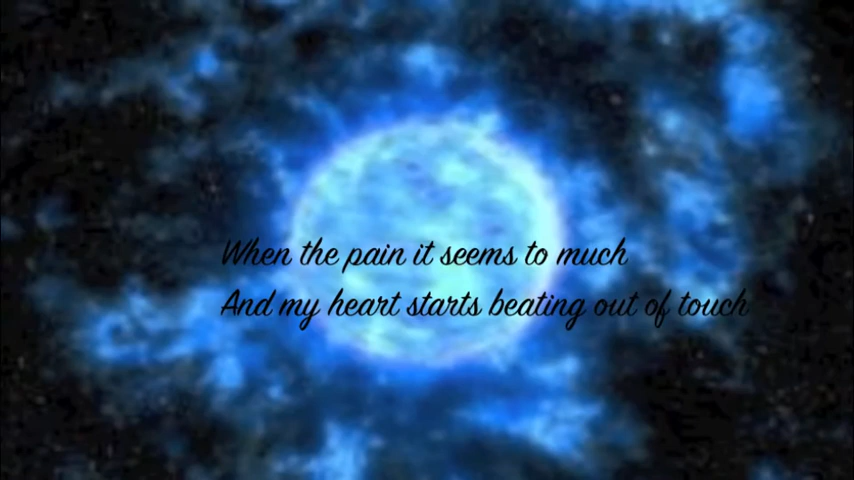 When the pain it seems to much
And my heart starts beating out of touch